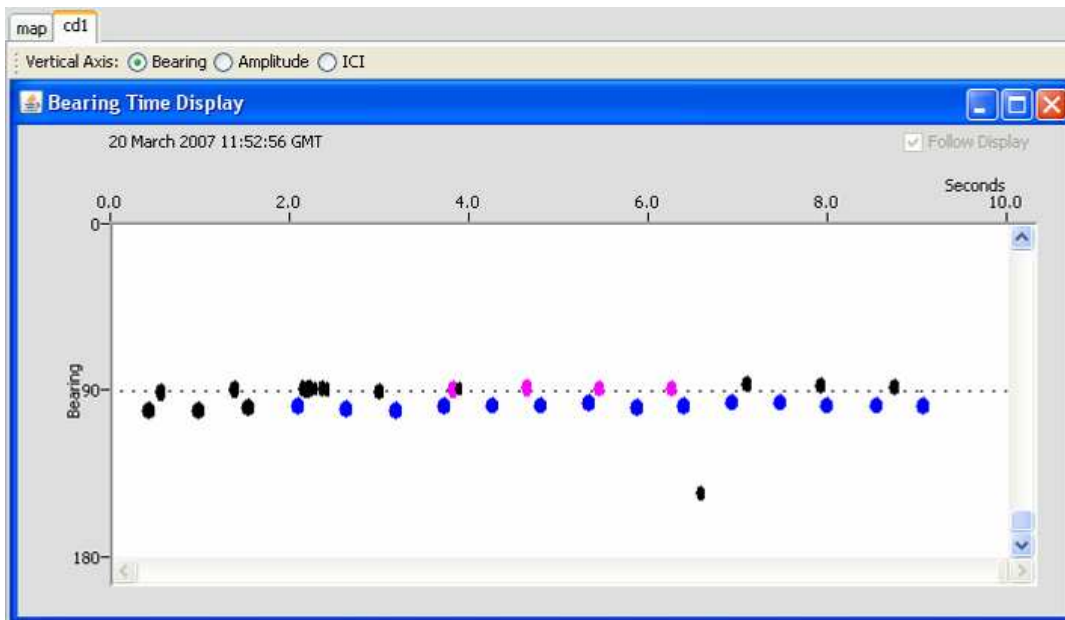 map cd1
Vertical Axis: Bearing Amplitude ICI
Bearing Time Display
20 March 2007 11:52:56 GMT Follow Display
Seconds
0.0 2.0 4.0 6.0 8.0 10.0
0
Bearing
90
180